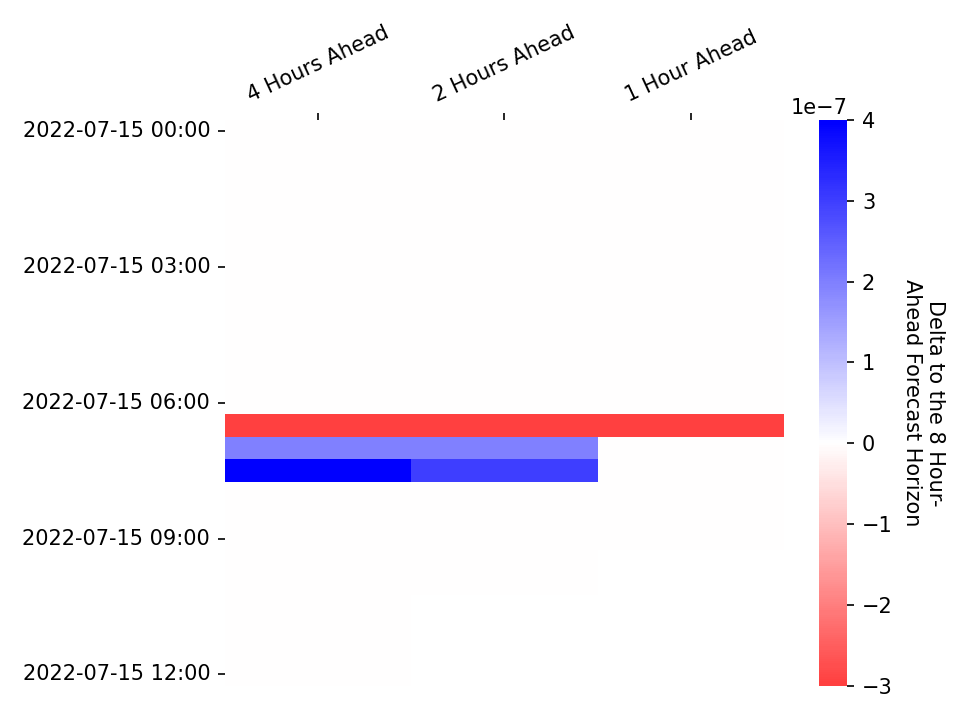 4 Hours Ahead
2 Hours Ahead
1 Hour Ahead
2022-07-15 00:00
2022-07-15 03:00
2022-07-15 06:00
2022-07-15 09:00
2022-07-15 12:00
1e−7
4
3
2
1
0
−1
−2
−3
Delta to the 8 Hour-
Ahead Forecast Horizon